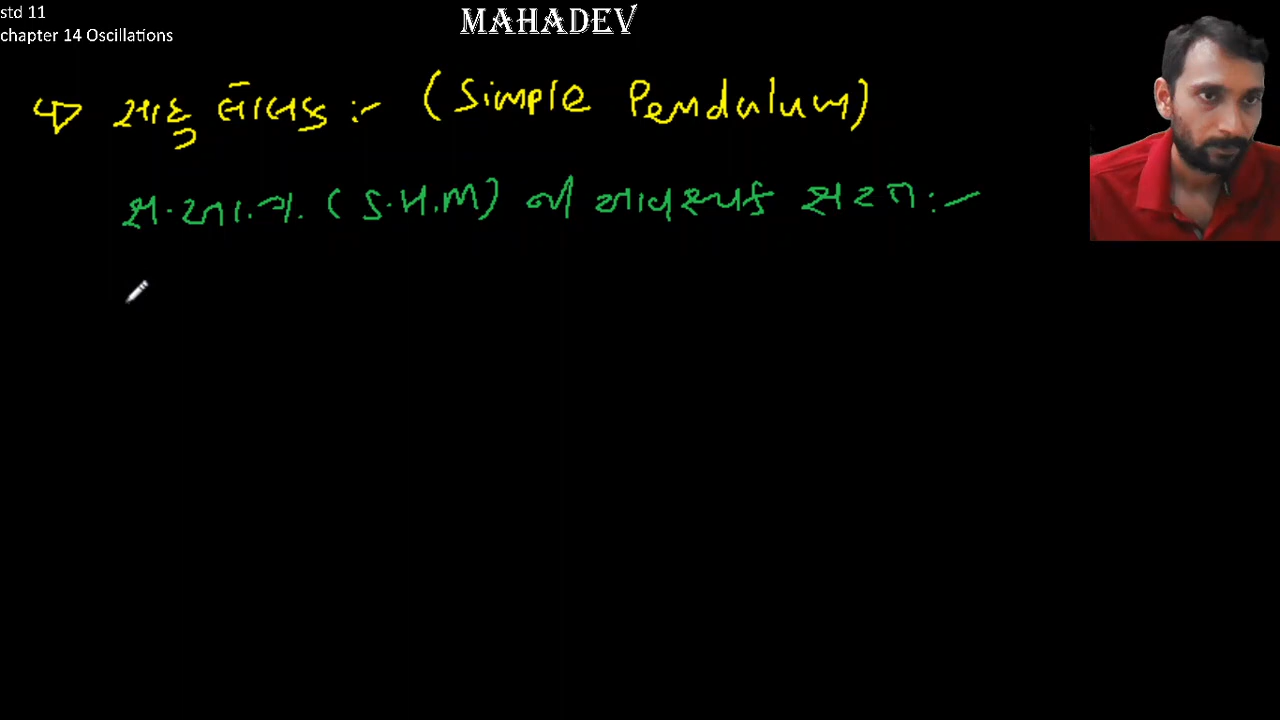 std 11
MAHADEV
chapter 14 Oscillations
સાદુ લોલક :- (Simple Pendulum)
સ.આ.ગ. (S.H.M) ની આવશ્યક શરત :-